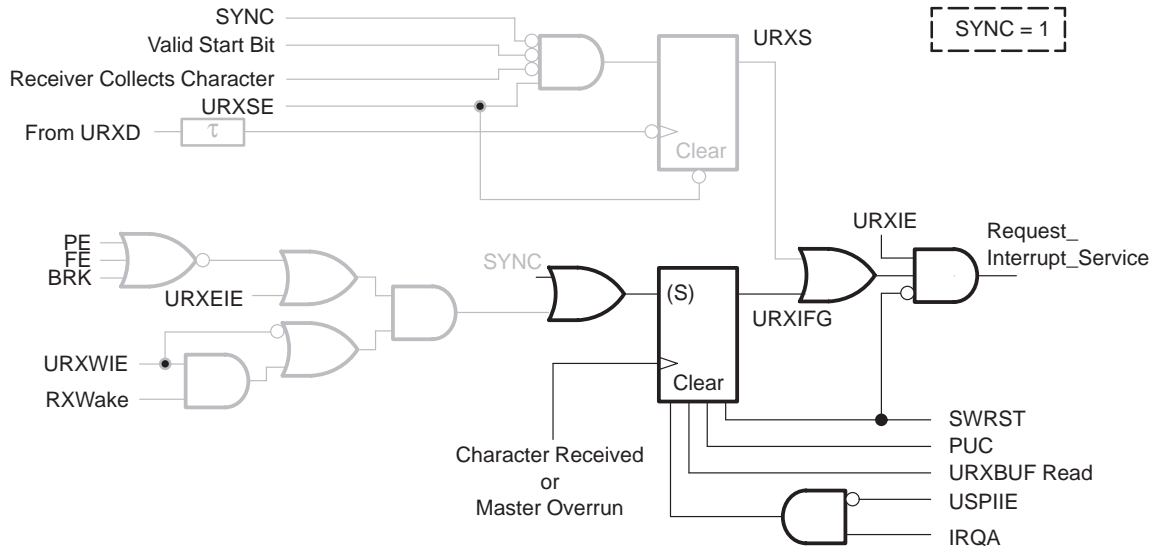 SYNC
SYNC = 1
Valid Start Bit
URXS
Receiver Collects Character
URXSE
From URXD
τ
Clear
URXIE
Request_
Interrupt_Service
PE
FE
BRK
SYNC
URXEIE
(S)
URXIFG
URXWIE
Clear
RXWake
SWRST
Character Received
or
Master Overrun
PUC
URXBUF Read
USPIIE
IRQA